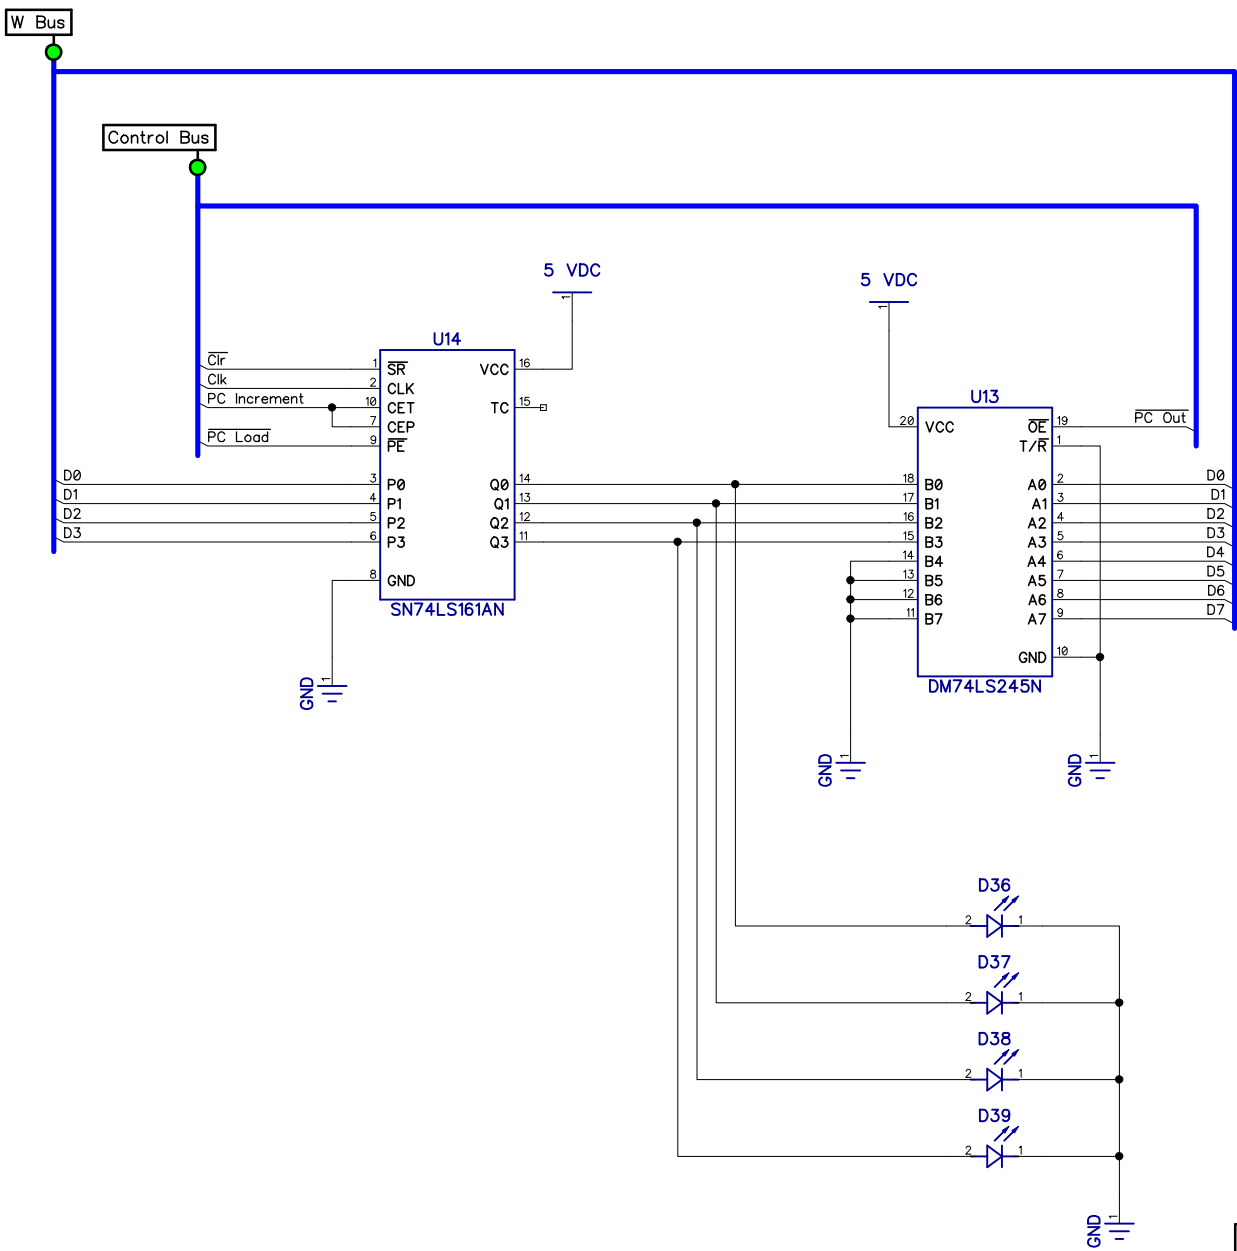 W Bus
Control Bus
5 VDC
1
5 VDC
1
U14
Clr
1
SR
VCC
16
Clk
2
CLK
PC Increment
10
CET
TC
15
7
CEP
PC Load
9
PE
D0
3
P0
Q0
14
D1
4
P1
Q1
13
D2
5
P2
Q2
12
D3
6
P3
Q3
11
8
GND
SN74LS161AN
GND
1
U13
20
VCC
OE
19
PC Out
T/R
1
18
B0
A0
2
D0
17
B1
A1
3
D1
16
B2
A2
4
D2
15
B3
A3
5
D3
14
B4
A4
6
D4
13
B5
A5
7
D5
12
B6
A6
8
D6
11
B7
A7
9
D7
GND
10
DM74LS245N
GND
1
GND
1
D36
2
1
D37
2
1
D38
2
1
D39
2
1
GND
1